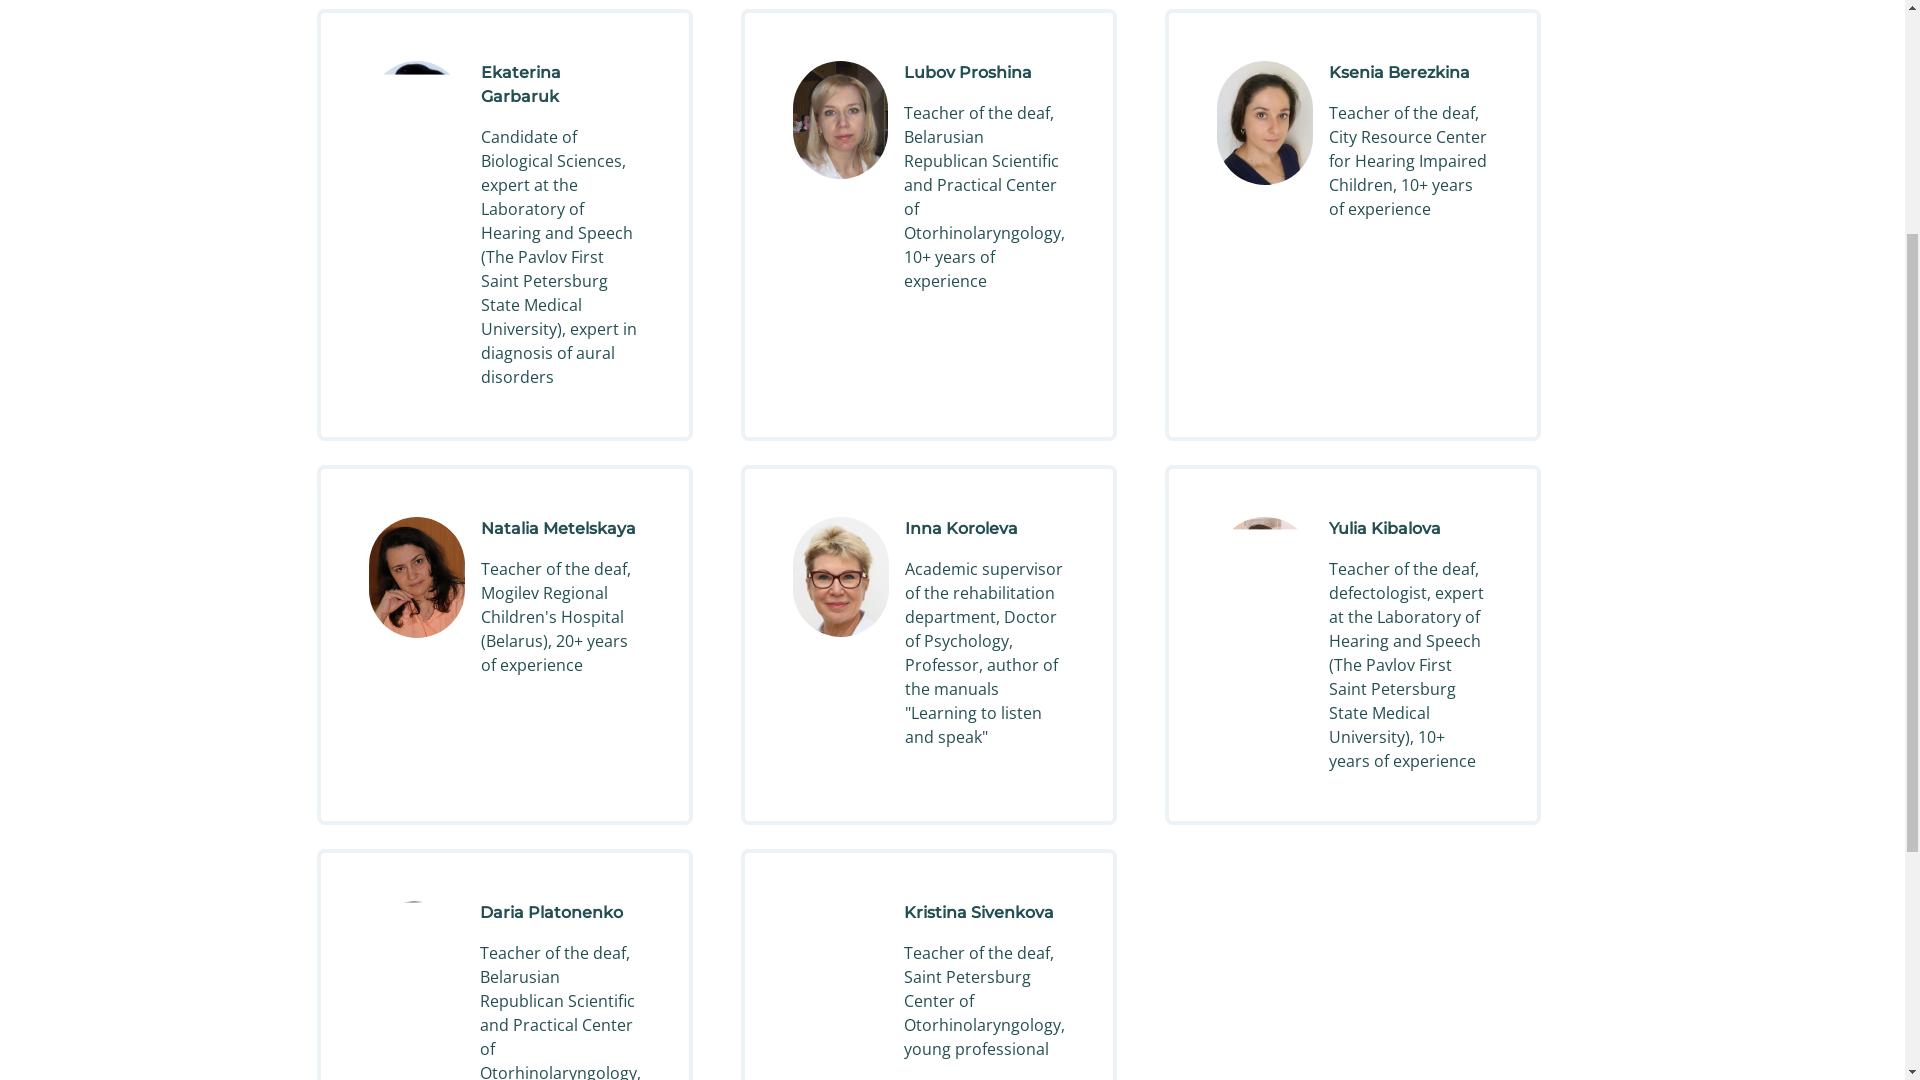 Ekaterina
Garbaruk
Candidate of
Biological Sciences,
expert at the
Laboratory of
Hearing and Speech
(The Pavlov First
Saint Petersburg
State Medical
University), expert in
diagnosis of aural
disorders
Lubov Proshina
Teacher of the deaf,
Belarusian
Republican Scientific
and Practical Center
of
Otorhinolaryngology,
10+ years of
experience
Ksenia Berezkina
Teacher of the deaf,
City Resource Center
for Hearing Impaired
Children, 10+ years
of experience
Natalia Metelskaya
Teacher of the deaf,
Mogilev Regional
Children's Hospital
(Belarus), 20+ years
of experience
Inna Koroleva
Academic supervisor
of the rehabilitation
department, Doctor
of Psychology,
Professor, author of
the manuals
"Learning to listen
and speak"
Yulia Kibalova
Teacher of the deaf,
defectologist, expert
at the Laboratory of
Hearing and Speech
(The Pavlov First
Saint Petersburg
State Medical
University), 10+
years of experience
Daria Platonenko
Teacher of the deaf,
Belarusian
Republican Scientific
and Practical Center
of
Otorhinolaryngology,
Kristina Sivenkova
Teacher of the deaf,
Saint Petersburg
Center of
Otorhinolaryngology,
young professional